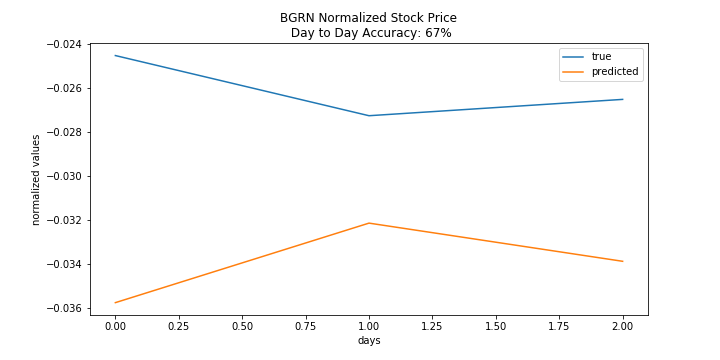 BGRN Normalized Stock Price
Day to Day Accuracy: 67%
true
predicted
normalized values
−0.024
−0.026
−0.028
−0.030
−0.032
−0.034
−0.036
0.00 0.25 0.50 0.75 1.00 1.25 1.50 1.75 2.00
days